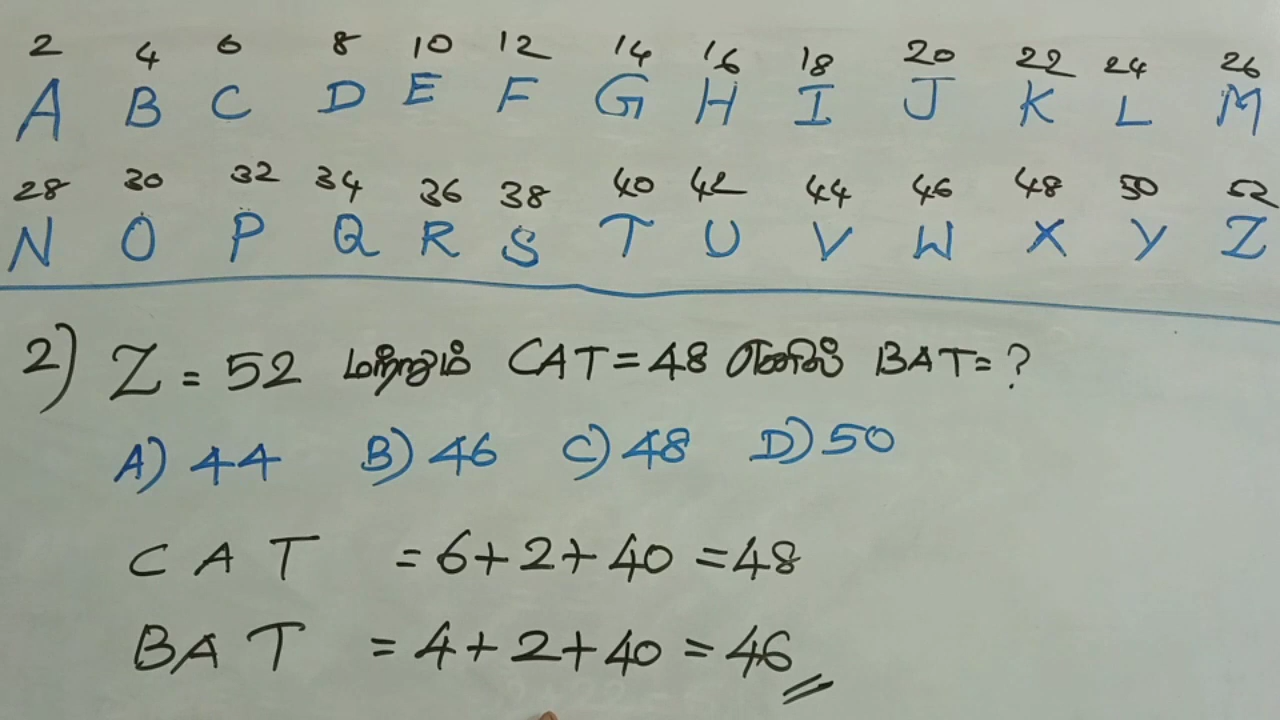 2 4 6 8 10 12 14 16 18 20 22 24 26
A B C D E F G H I J K L M
28 30 32 34 36 38 40 42 44 46 48 50 52
N O P Q R S T U V W X Y Z
2) Z = 52 மற்றும் CAT = 48 எனில் BAT = ?
A) 44 B) 46 C) 48 D) 50
C A T = 6 + 2 + 40 = 48
B A T = 4 + 2 + 40 = 46